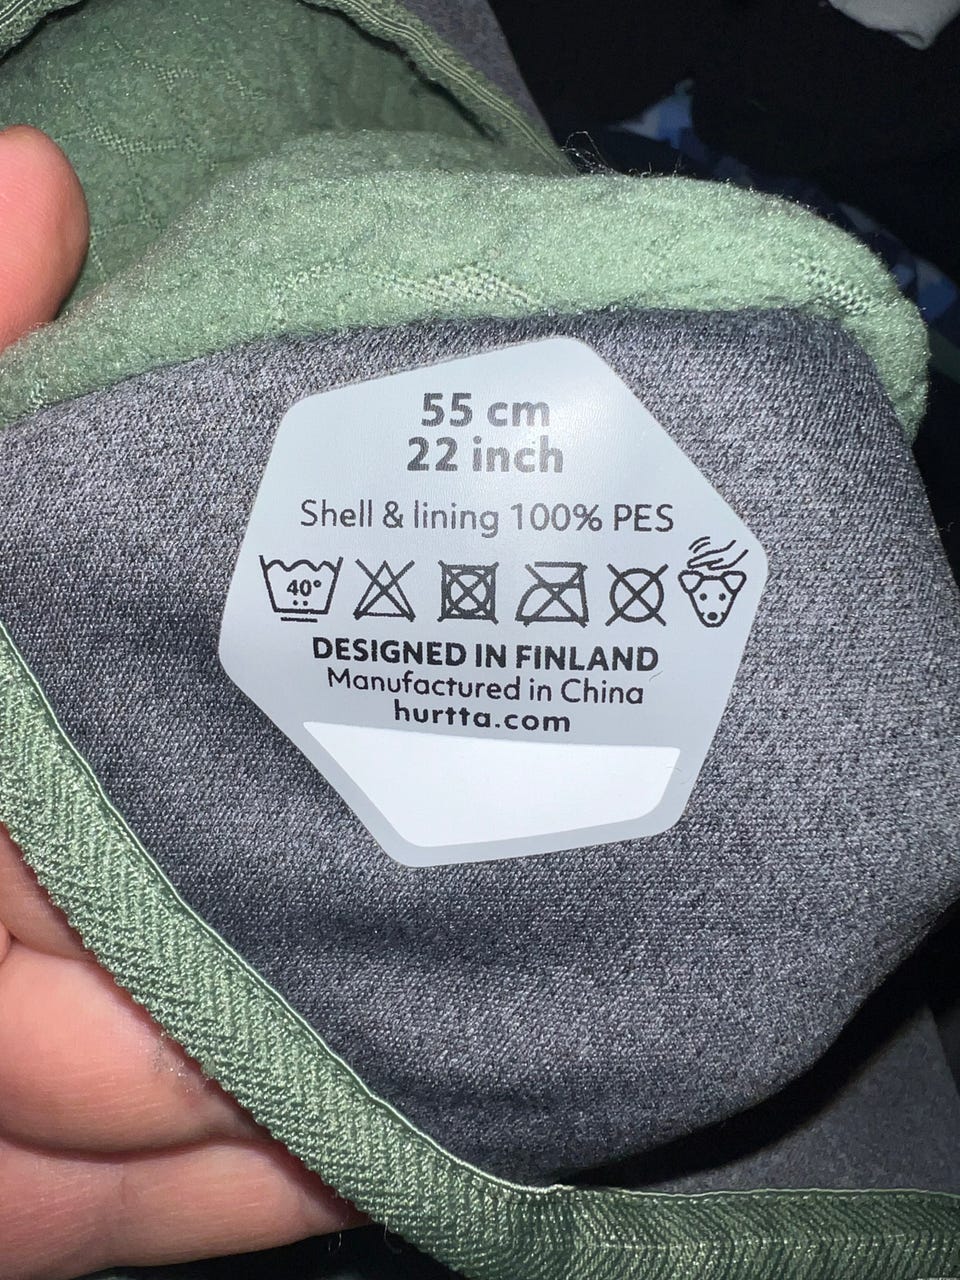 55 cm
22 inch
Shell & lining 100% PES
40°
DESIGNED IN FINLAND
Manufactured in China
hurtta.com